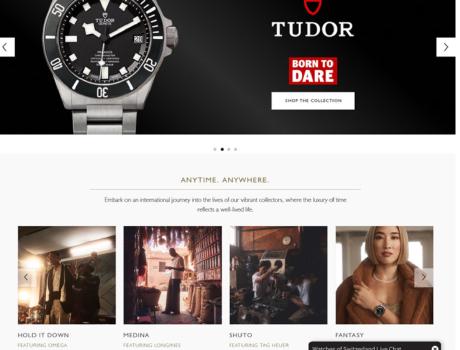 TUDOR
GENEVE
TUDOR
BORN TO
DARE
SHOP THE COLLECTION
ANYTIME. ANYWHERE.
Embark on an international journey into the lives of our vibrant collectors, where the luxury of time
reflects a well-lived life.
HOLD IT DOWN
FEATURING OMEGA
MEDINA
FEATURING LONGINES
SHUTO
FEATURING TAG HEUER
FANTASY
Watches of Switzerland Live Chat